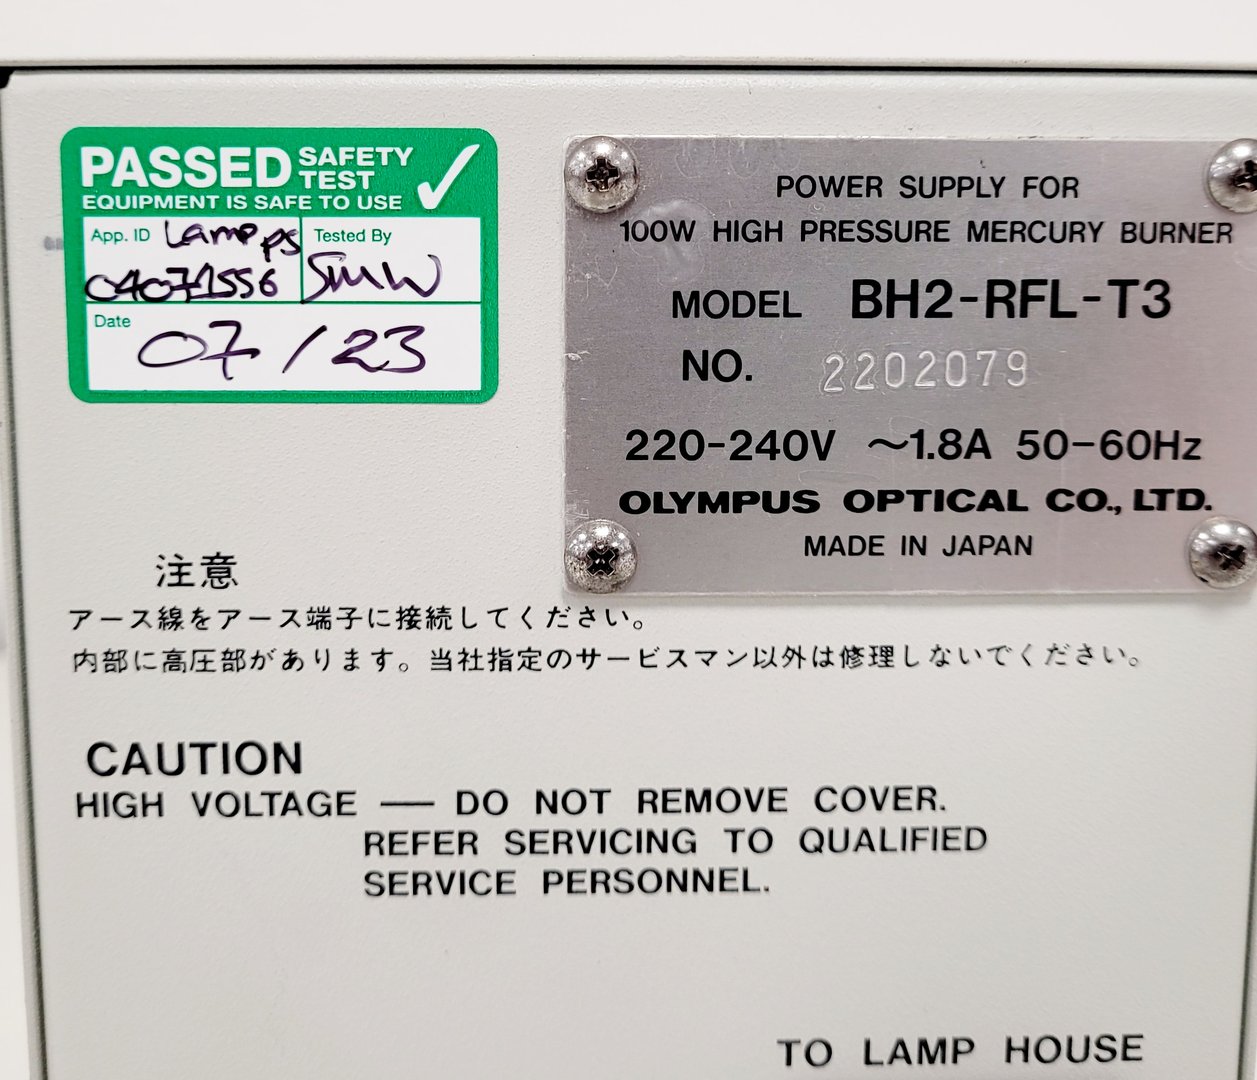 PASSED SAFETY TEST
EQUIPMENT IS SAFE TO USE
App. ID Lamp PS
04071556
Tested By
SMW
Date
07/23
POWER SUPPLY FOR
100W HIGH PRESSURE MERCURY BURNER
MODEL BH2-RFL-T3
NO. 2202079
220-240V ～1.8A 50-60Hz
OLYMPUS OPTICAL CO., LTD.
MADE IN JAPAN
注意
アース線をアース端子に接続してください。
内部に高圧部があります。当社指定のサービスマン以外は修理しないでください。
CAUTION
HIGH VOLTAGE — DO NOT REMOVE COVER.
REFER SERVICING TO QUALIFIED
SERVICE PERSONNEL.
TO LAMP HOUSE